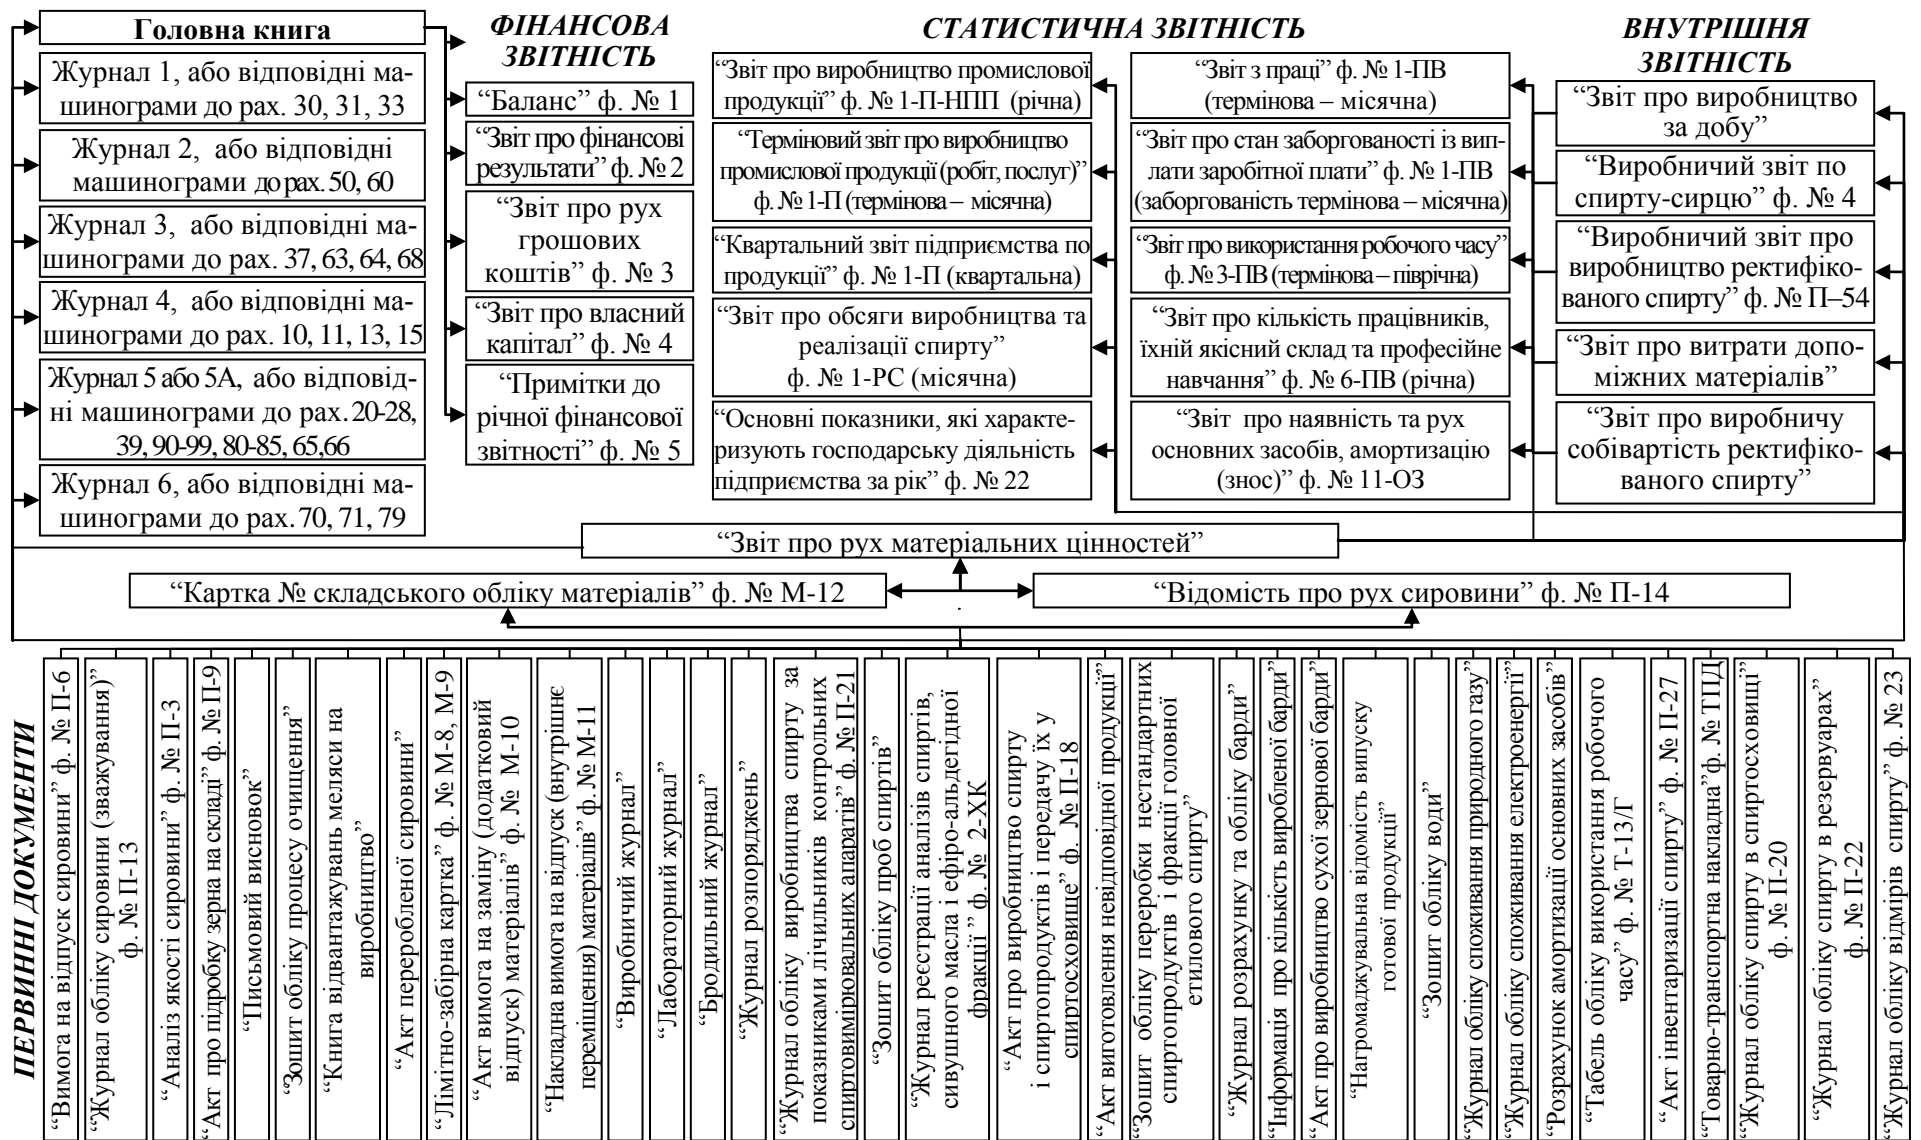 Головна книга
Журнал 1, або відповідні ма-
шинограми до рах. 30, 31, 33
Журнал 2, або відповідні
машинограми до рах. 50, 60
Журнал 3, або відповідні ма-
шинограми до рах. 37, 63, 64, 68
Журнал 4, або відповідні ма-
шинограми до рах. 10, 11, 13, 15
Журнал 5 або 5А, або відповід-
ні машинограми до рах. 20-28,
39, 90-99, 80-85, 65,66
Журнал 6, або відповідні ма-
шинограми до рах. 70, 71, 79
ФІНАНСОВА
ЗВІТНІСТЬ
“Баланс” ф. № 1
“Звіт про фінансові
результати” ф. № 2
“Звіт про рух
грошових
коштів” ф. № 3
“Звіт про власний
капітал” ф. № 4
“Примітки до
річної фінансової
звітності” ф. № 5
СТАТИСТИЧНА ЗВІТНІСТЬ
“Звіт про виробництво промислової
продукції” ф. № 1-П-НПП (річна)
“Терміновий звіт про виробництво
промислової продукції (робіт, послуг)”
ф. № 1-П (термінова – місячна)
“Квартальний звіт підприємства по
продукції” ф. № 1-П (квартальна)
“Звіт про обсяги виробництва та
реалізації спирту”
ф. № 1-РС (місячна)
“Основні показники, які характе-
ризують господарську діяльність
підприємства за рік” ф. № 22
“Звіт з праці” ф. № 1-ПВ
(термінова – місячна)
“Звіт про стан заборгованості із вип-
лати заробітної плати” ф. № 1-ПВ
(заборгованість термінова – місячна)
“Звіт про використання робочого часу”
ф. № 3-ПВ (термінова – піврічна)
“Звіт про кількість працівників,
їхній якісний склад та професійне
навчання” ф. № 6-ПВ (річна)
“Звіт про наявність та рух
основних засобів, амортизацію
(знос)” ф. № 11-ОЗ
ВНУТРІШНЯ
ЗВІТНІСТЬ
“Звіт про виробництво
за добу”
“Виробничий звіт по
спирту-сирцю” ф. № 4
“Виробничий звіт про
виробництво ректифіко-
ваного спирту” ф. № П–54
“Звіт про витрати допо-
міжних матеріалів”
“Звіт про виробничу
собівартість ректифіко-
ваного спирту”
“Звіт про рух матеріальних цінностей”
“Картка № складського обліку матеріалів” ф. № М-12
“Відомість про рух сировини” ф. № П-14
ПЕРВИННІ ДОКУМЕНТИ
“Вимога на відпуск сировини” ф. № П-6
“Журнал обліку сировини (зважування)”
ф. № П-13
“Аналіз якості сировини” ф. № П-3
“Акт про підробку зерна на складі” ф. № П-9
“Письмовий висновок”
“Зошит обліку процесу очищення”
“Книга відвантажувань меляси на
виробництво”
“Акт переробленої сировини”
“Лімітно-забірна картка” ф. № М-8, М-9
“Акт вимога на заміну (додатковий
відпуск) матеріалів” ф. № М-10
“Накладна вимога на відпуск (внутрішнє
переміщення) матеріалів” ф. № М-11
“Виробничий журнал”
“Лабораторний журнал”
“Бродильний журнал”
“Журнал розпоряджень”
“Журнал обліку виробництва спирту за
показниками лічильників контрольних
спиртовимірювальних апаратів” ф. № П-21
“Зошит обліку проб спиртів”
“Журнал реєстрації аналізів спиртів,
сивушного масла і ефіро-альдегідної
фракції” ф. № 2-ХК
“Акт про виробництво спирту
і спиртопродуктів і передачу їх у
спиртосховище” ф. № П-18
“Акт виготовлення невідповідної продукції”
“Зошит обліку переробки нестандартних
спиртопродуктів і фракції головної
етилового спирту”
“Журнал розрахунку та обліку барди”
“Інформація про кількість виробленої барди”
“Акт про виробництво сухої зернової барди”
“Нагромаджувальна відомість випуску
готової продукції”
“Зошит обліку води”
“Журнал обліку споживання природного газу”
“Журнал обліку споживання електроенергії”
“Розрахунок амортизації основних засобів”
“Табель обліку використання робочого
часу” ф. № Т-13/Г
“Акт інвентаризації спирту” ф. № П-27
“Товарно-транспортна накладна” ф. № ТПД
“Журнал обліку спирту в спиртосховищі”
ф. № П-20
“Журнал обліку спирту в резервуарах”
ф. № П-22
“Журнал обліку відмірів спирту” ф. № 23